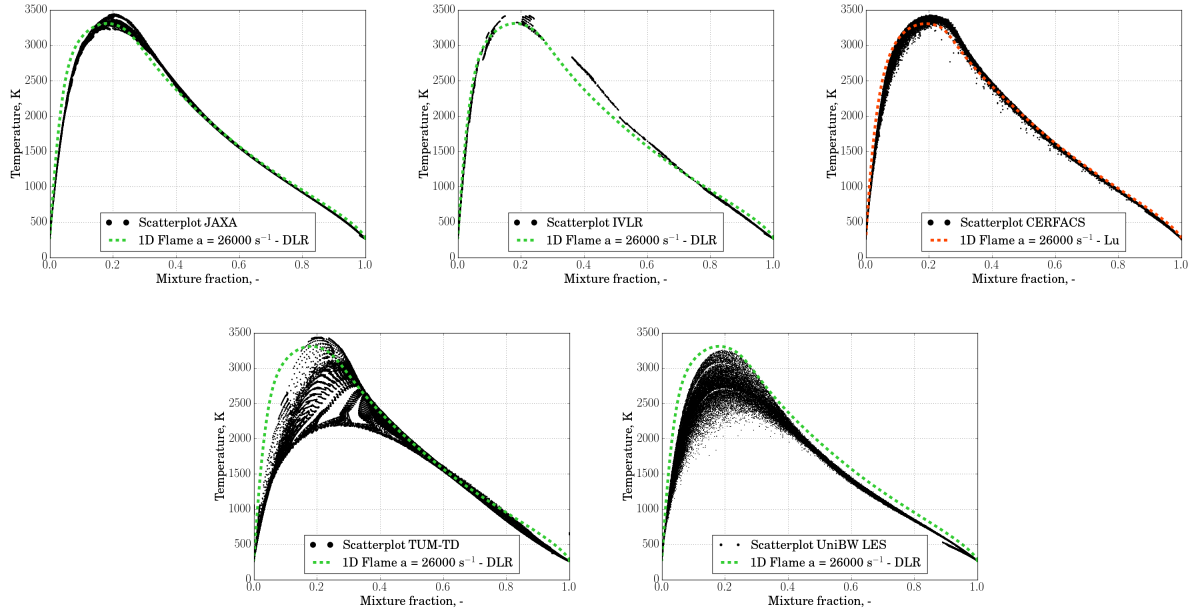 3500
3000
2500
2000
1500
1000
500
0
Temperature, K
Scatterplot JAXA
1D Flame a = 26000 s⁻¹ - DLR
0.0 0.2 0.4 0.6 0.8 1.0
Mixture fraction, -
3500
3000
2500
2000
1500
1000
500
0
Temperature, K
Scatterplot IVLR
1D Flame a = 26000 s⁻¹ - DLR
0.0 0.2 0.4 0.6 0.8 1.0
Mixture fraction, -
3500
3000
2500
2000
1500
1000
500
0
Temperature, K
Scatterplot CERFACS
1D Flame a = 26000 s⁻¹ - Lu
0.0 0.2 0.4 0.6 0.8 1.0
Mixture fraction, -
3500
3000
2500
2000
1500
1000
500
0
Temperature, K
Scatterplot TUM-TD
1D Flame a = 26000 s⁻¹ - DLR
0.0 0.2 0.4 0.6 0.8 1.0
Mixture fraction, -
3500
3000
2500
2000
1500
1000
500
0
Temperature, K
Scatterplot UniBW LES
1D Flame a = 26000 s⁻¹ - DLR
0.0 0.2 0.4 0.6 0.8 1.0
Mixture fraction, -